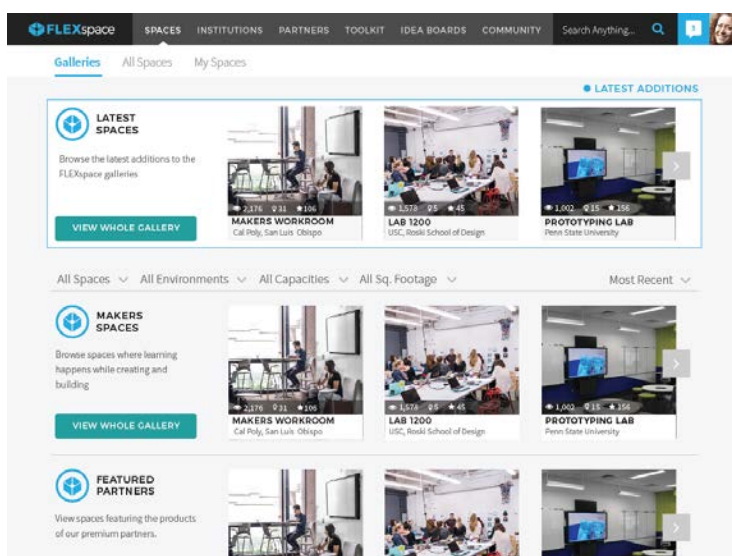 FLEXspace SPACES INSTITUTIONS PARTNERS TOOLKIT IDEA BOARDS COMMUNITY Search Anything...
Galleries All Spaces My Spaces
LATEST ADDITIONS
LATEST
SPACES
Browse the latest additions to the
FLEXspace galleries
VIEW WHOLE GALLERY
2,176 31 106
MAKERS WORKROOM
Cal Poly, San Luis Obispo
1,578 5 45
LAB 1200
USC, Roski School of Design
1,002 15 156
PROTOTYPING LAB
Penn State University
All Spaces All Environments All Capacities All Sq. Footage Most Recent
MAKERS
SPACES
Browse spaces where learning
happens while creating and
building
VIEW WHOLE GALLERY
2,176 31 106
MAKERS WORKROOM
Cal Poly, San Luis Obispo
1,578 5 45
LAB 1200
USC, Roski School of Design
1,002 15 156
PROTOTYPING LAB
Penn State University
FEATURED
PARTNERS
View spaces featuring the products
of our premium partners.